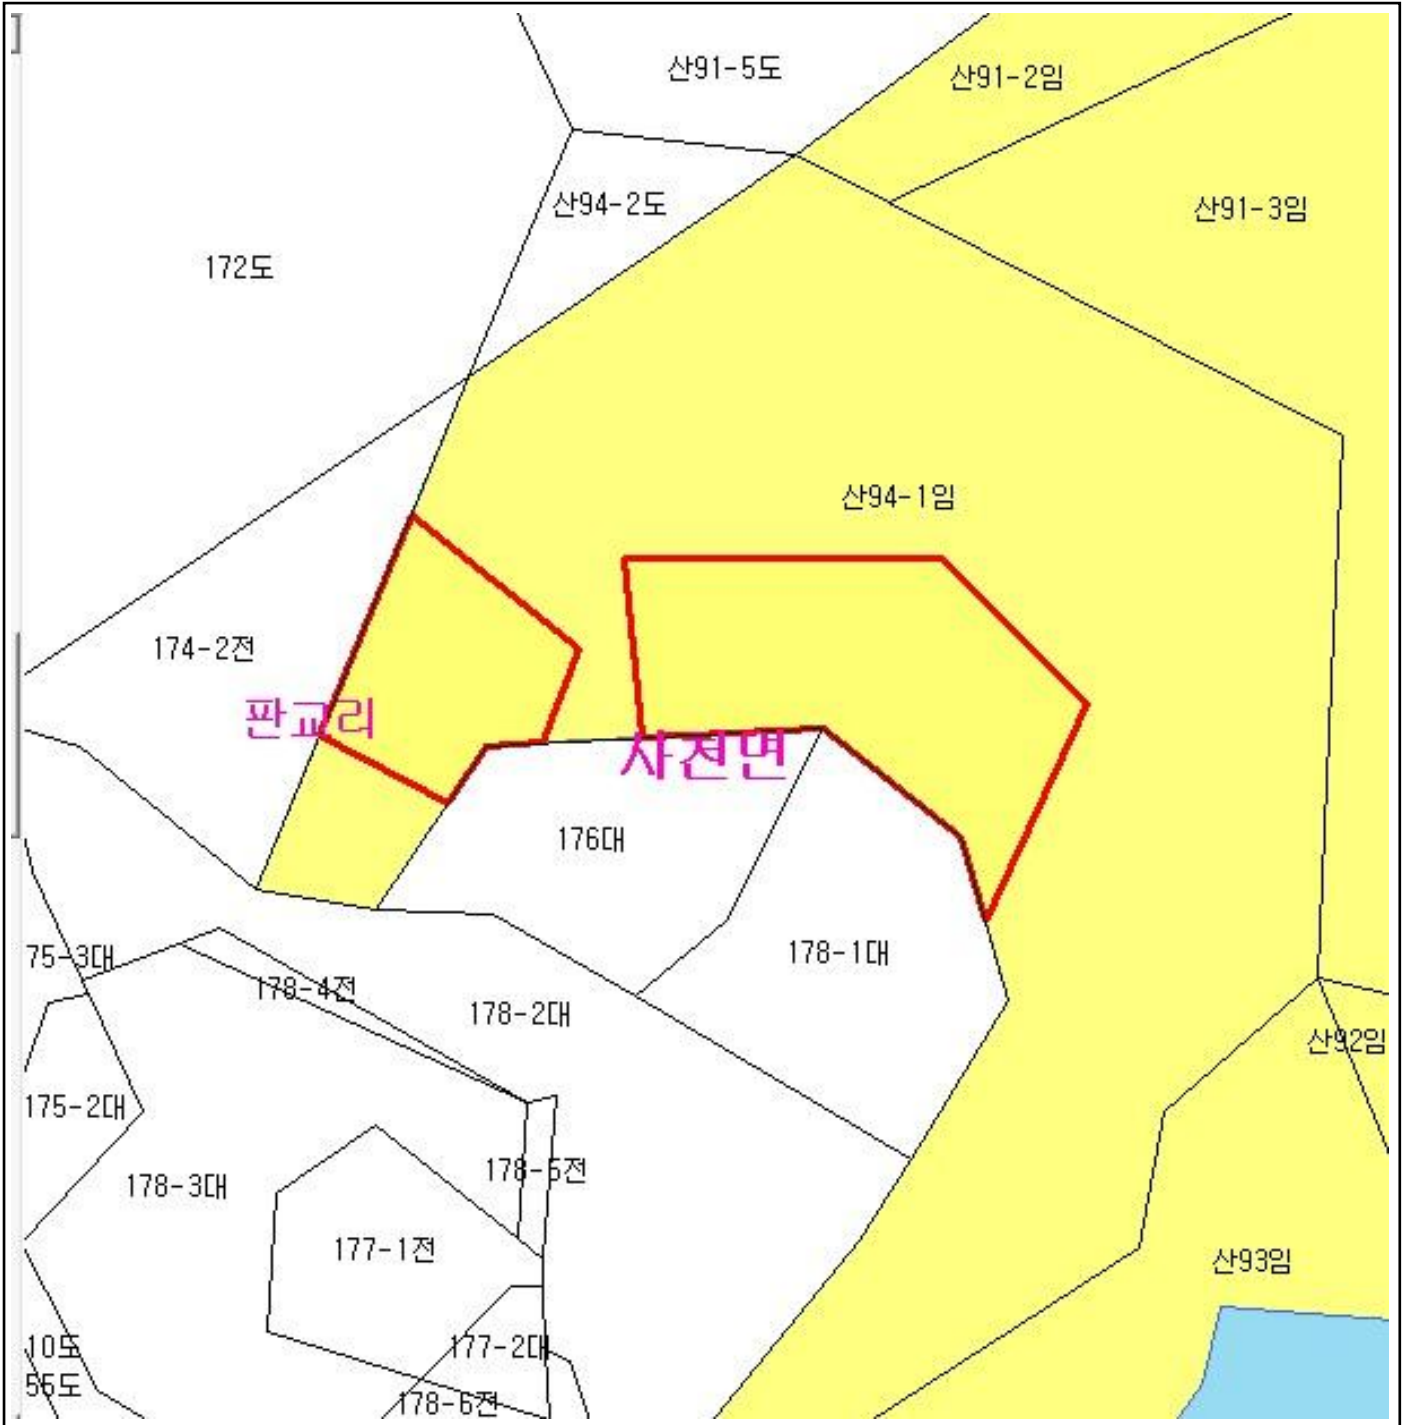 산91-5도
산91-2임
산94-2도
산91-3임
172도
산94-1임
174-2전
판교리
사천면
176대
75-3대
178-1대
178-4전
178-2대
산92임
175-2대
178-5전
178-3대
177-1전
산93임
10도
177-2대
55도
178-6전